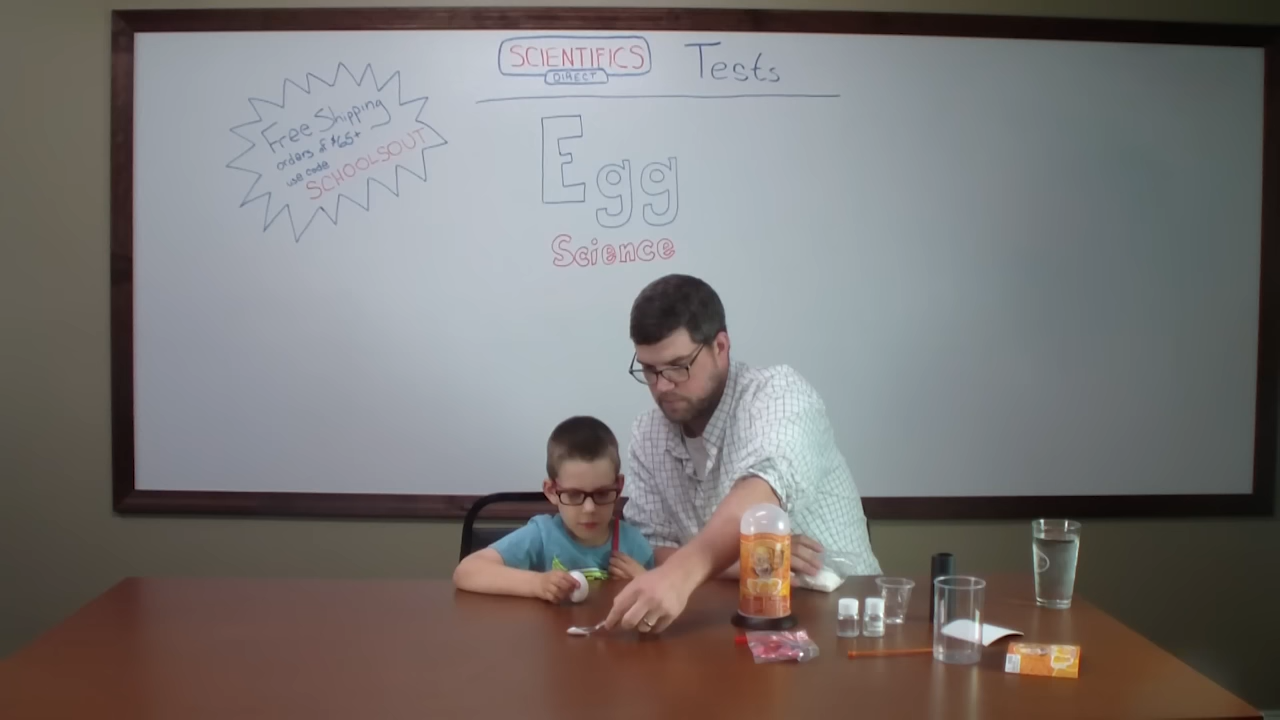 SCIENTIFICS
DIRECT
Tests
Free Shipping
orders of $65+
use code
SCHOOLSOUT
Egg
Science